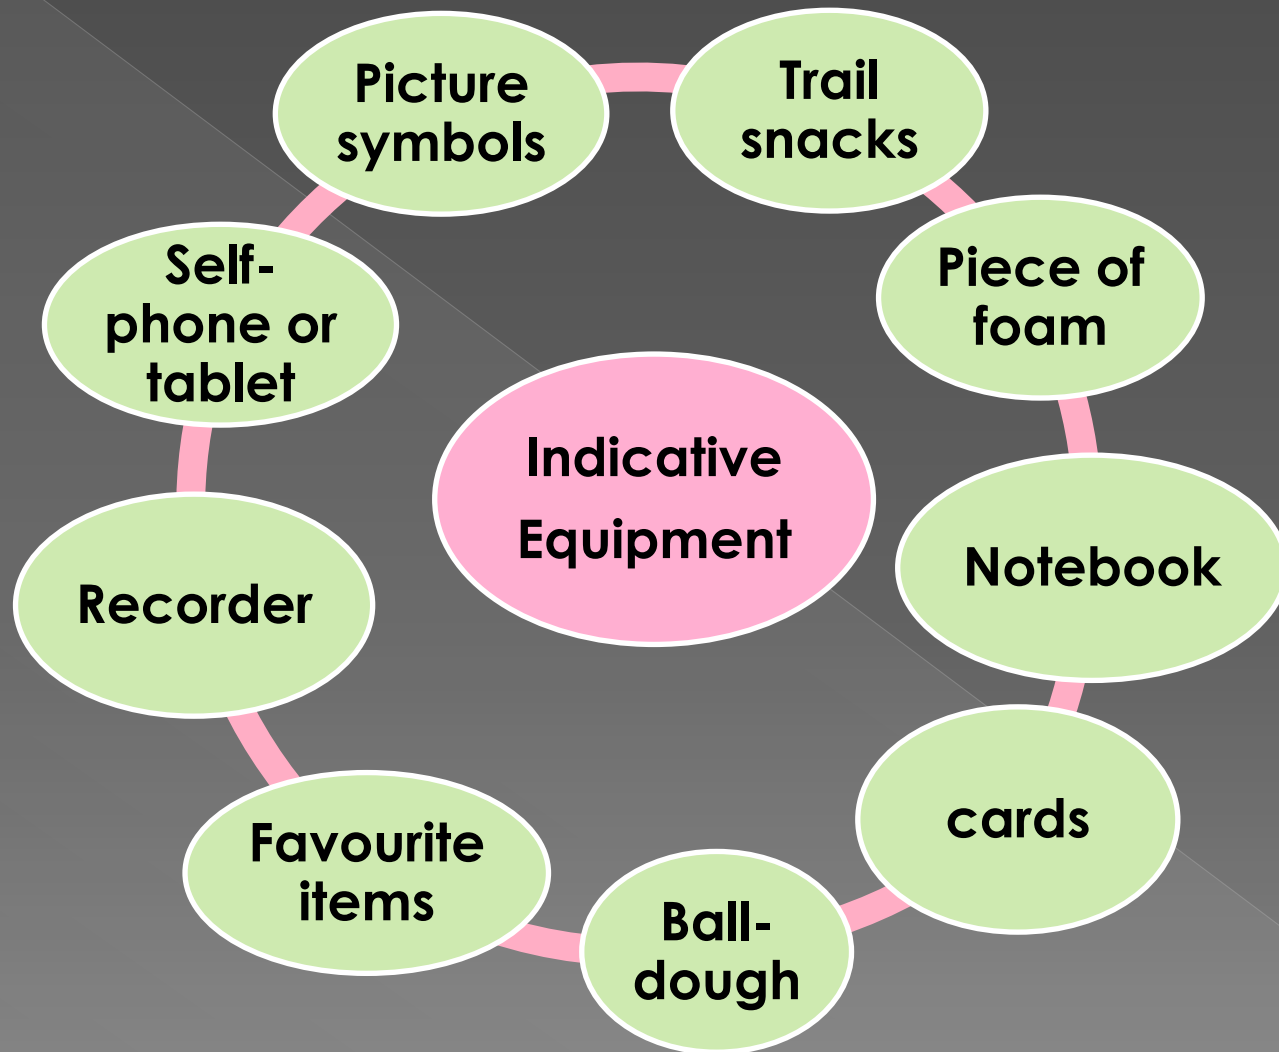 Picture
symbols
Trail
snacks
Piece of
foam
Notebook
cards
Ball-
dough
Favourite
items
Recorder
Self-
phone or
tablet
Indicative
Equipment